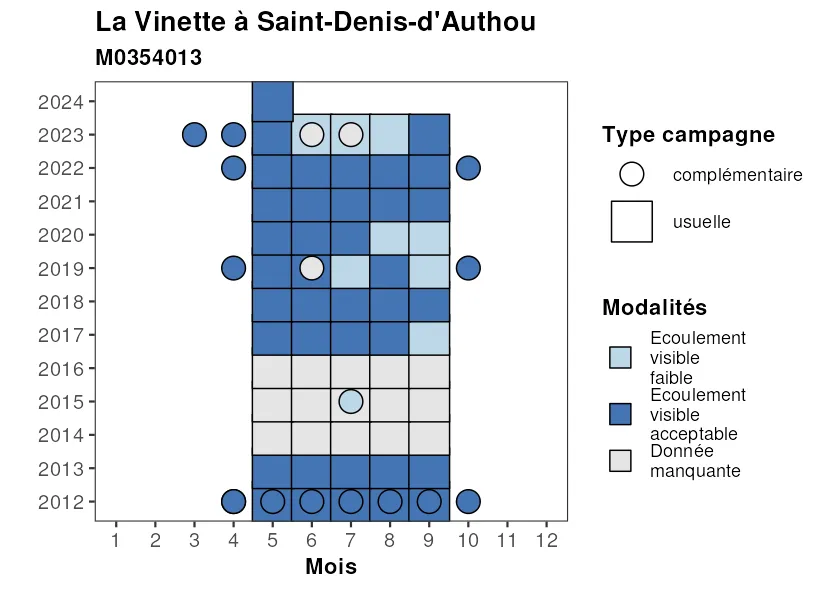 La Vinette à Saint-Denis-d'Authou
M0354013
2024
2023
2022
2021
2020
2019
2018
2017
2016
2015
2014
2013
2012
1 2 3 4 5 6 7 8 9 10 11 12
Mois
Type campagne
complémentaire
usuelle
Modalités
Ecoulement
visible
faible
Ecoulement
visible
acceptable
Donnée
manquante